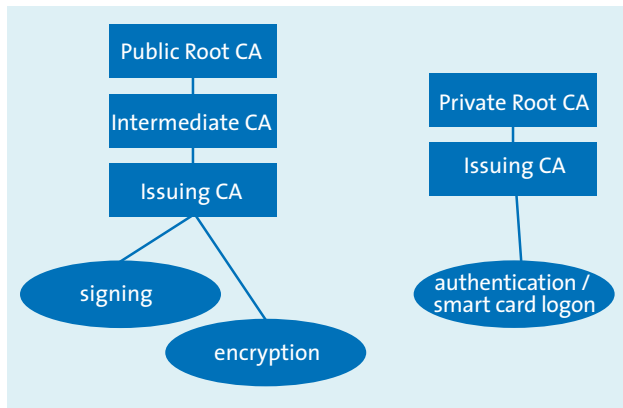 Public Root CA
Intermediate CA
Issuing CA
signing
encryption
Private Root CA
Issuing CA
authentication /
smart card logon